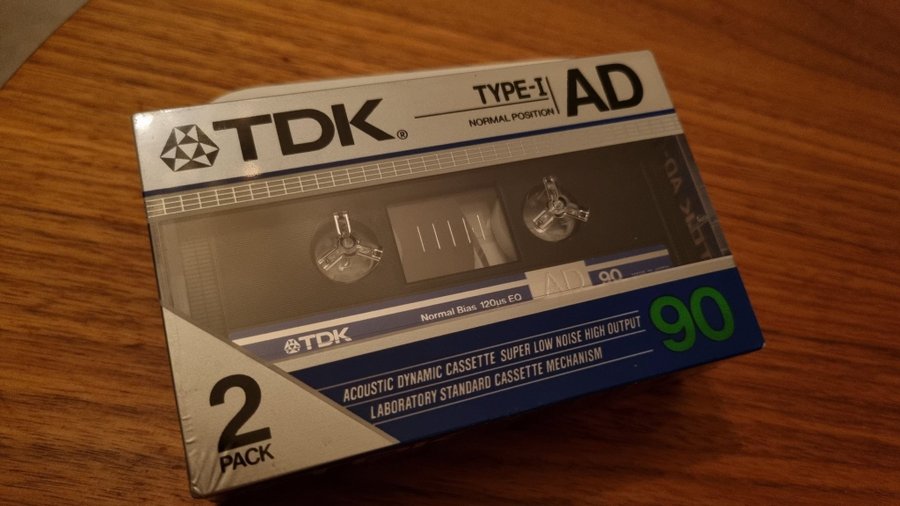 TDK®
TYPE-I
NORMAL POSITION
AD
Normal Bias 120μs EQ
AD
90
TDK
ACOUSTIC DYNAMIC CASSETTE SUPER LOW NOISE HIGH OUTPUT
LABORATORY STANDARD CASSETTE MECHANISM
90
2
PACK